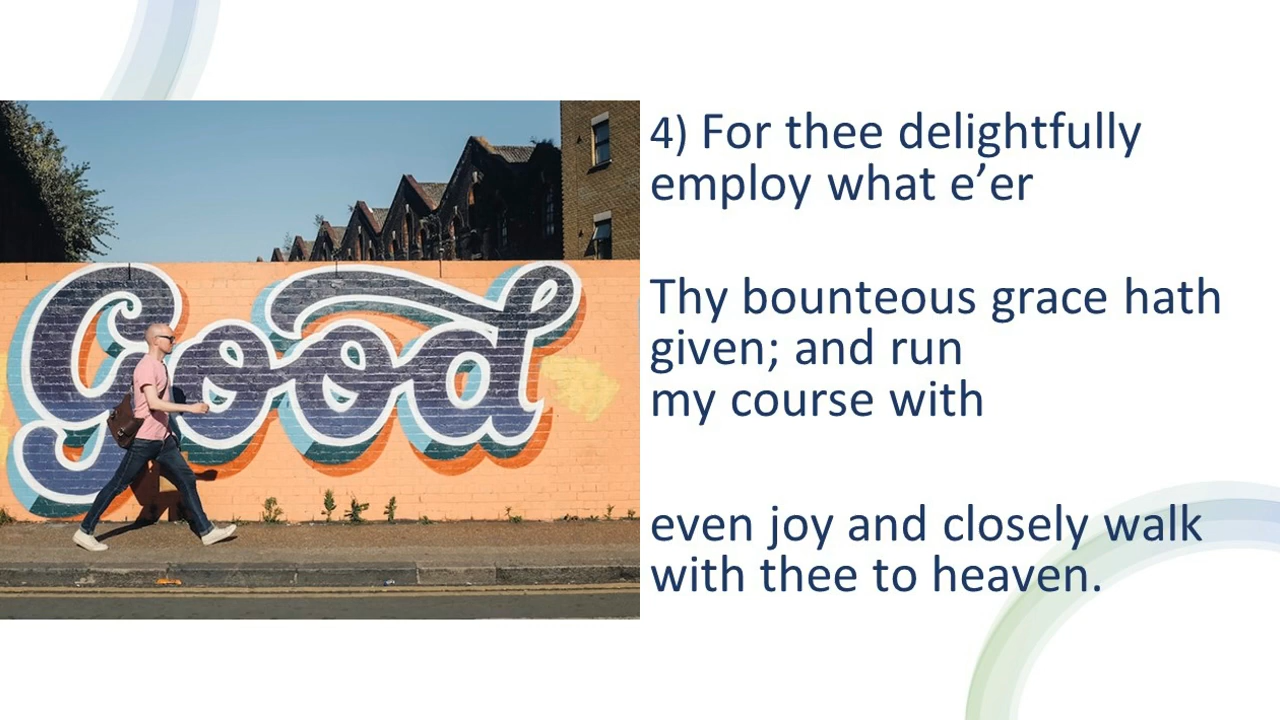 Good
4) For thee delightfully
employ what e’er
Thy bounteous grace hath
given; and run
my course with
even joy and closely walk
with thee to heaven.